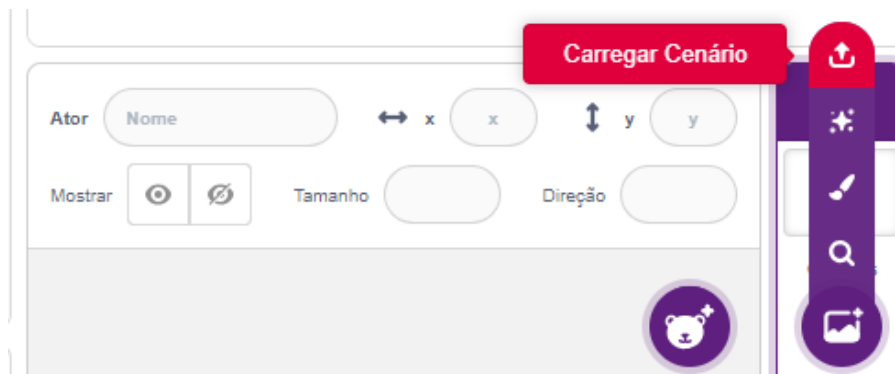 Carregar Cenário
Ator Nome x x y y
Mostrar Tamanho Direção